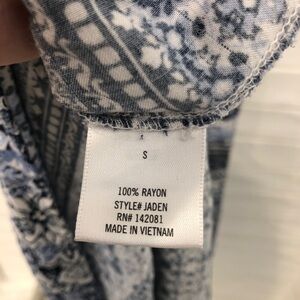 S
100% RAYON
STYLE# JADEN
RN# 142081
MADE IN VIETNAM